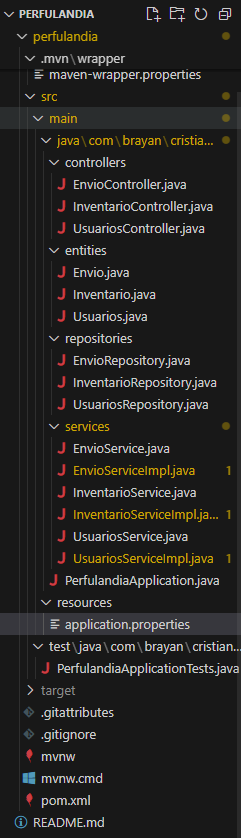 PERFULANDIA
perfulandia
.mvn\wrapper
maven-wrapper.properties
src
main
java\com\brayan\cristia...
controllers
EnvioController.java
InventarioController.java
UsuariosController.java
entities
Envio.java
Inventario.java
Usuarios.java
repositories
EnvioRepository.java
InventarioRepository.java
UsuariosRepository.java
services
EnvioService.java
EnvioServiceImpl.java 1
InventarioService.java
InventarioServiceImpl.ja... 1
UsuarioService.java
UsuariosServiceImpl.java 1
PerfulandiaApplication.java
resources
application.properties
test\java\com\brayan\cristian...
PerfulandiaApplicationTests.java
target
.gitattributes
.gitignore
mvnw
mvnw.cmd
pom.xml
README.md